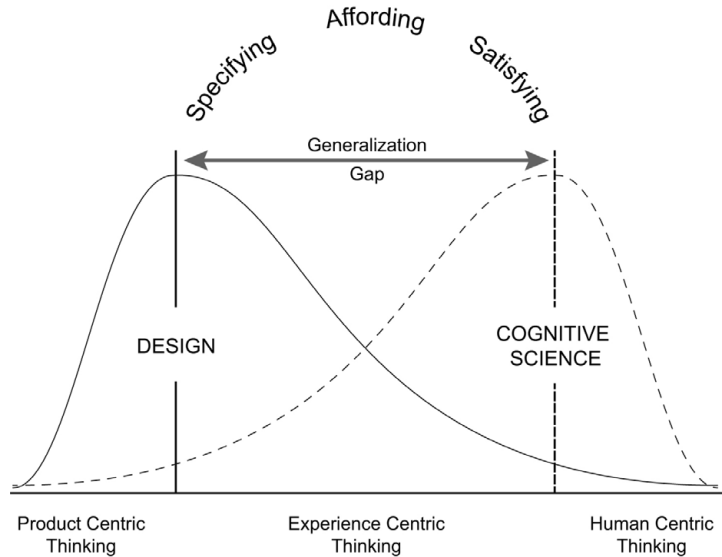 Specifying
Affording
Satisfying
Generalization
Gap
DESIGN
COGNITIVE
SCIENCE
Product Centric
Thinking
Experience Centric
Thinking
Human Centric
Thinking